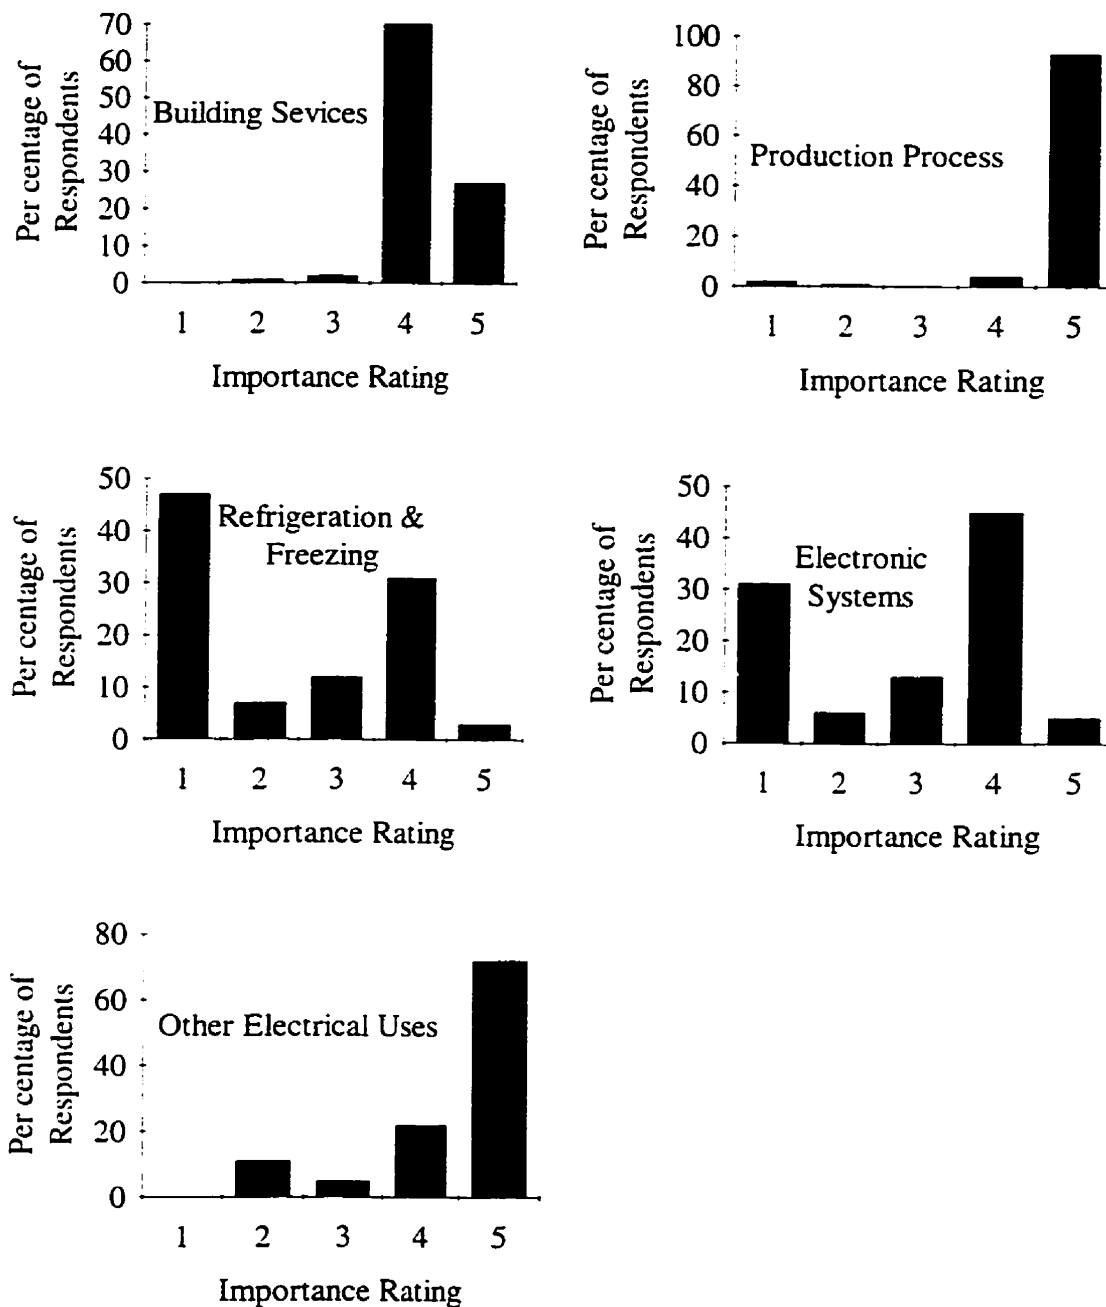 Per centage of
Respondents
70
60
50
40
30
20
10
0
Building Sevices
1 2 3 4 5
Importance Rating
Per centage of
Respondents
100
80
60
40
20
0
Production Process
1 2 3 4 5
Importance Rating
Per centage of
Respondents
50
40
30
20
10
0
Refrigeration &
Freezing
1 2 3 4 5
Importance Rating
Per centage of
Respondents
50
40
30
20
10
0
Electronic
Systems
1 2 3 4 5
Importance Rating
Per centage of
Respondents
80
60
40
20
0
Other Electrical Uses
1 2 3 4 5
Importance Rating